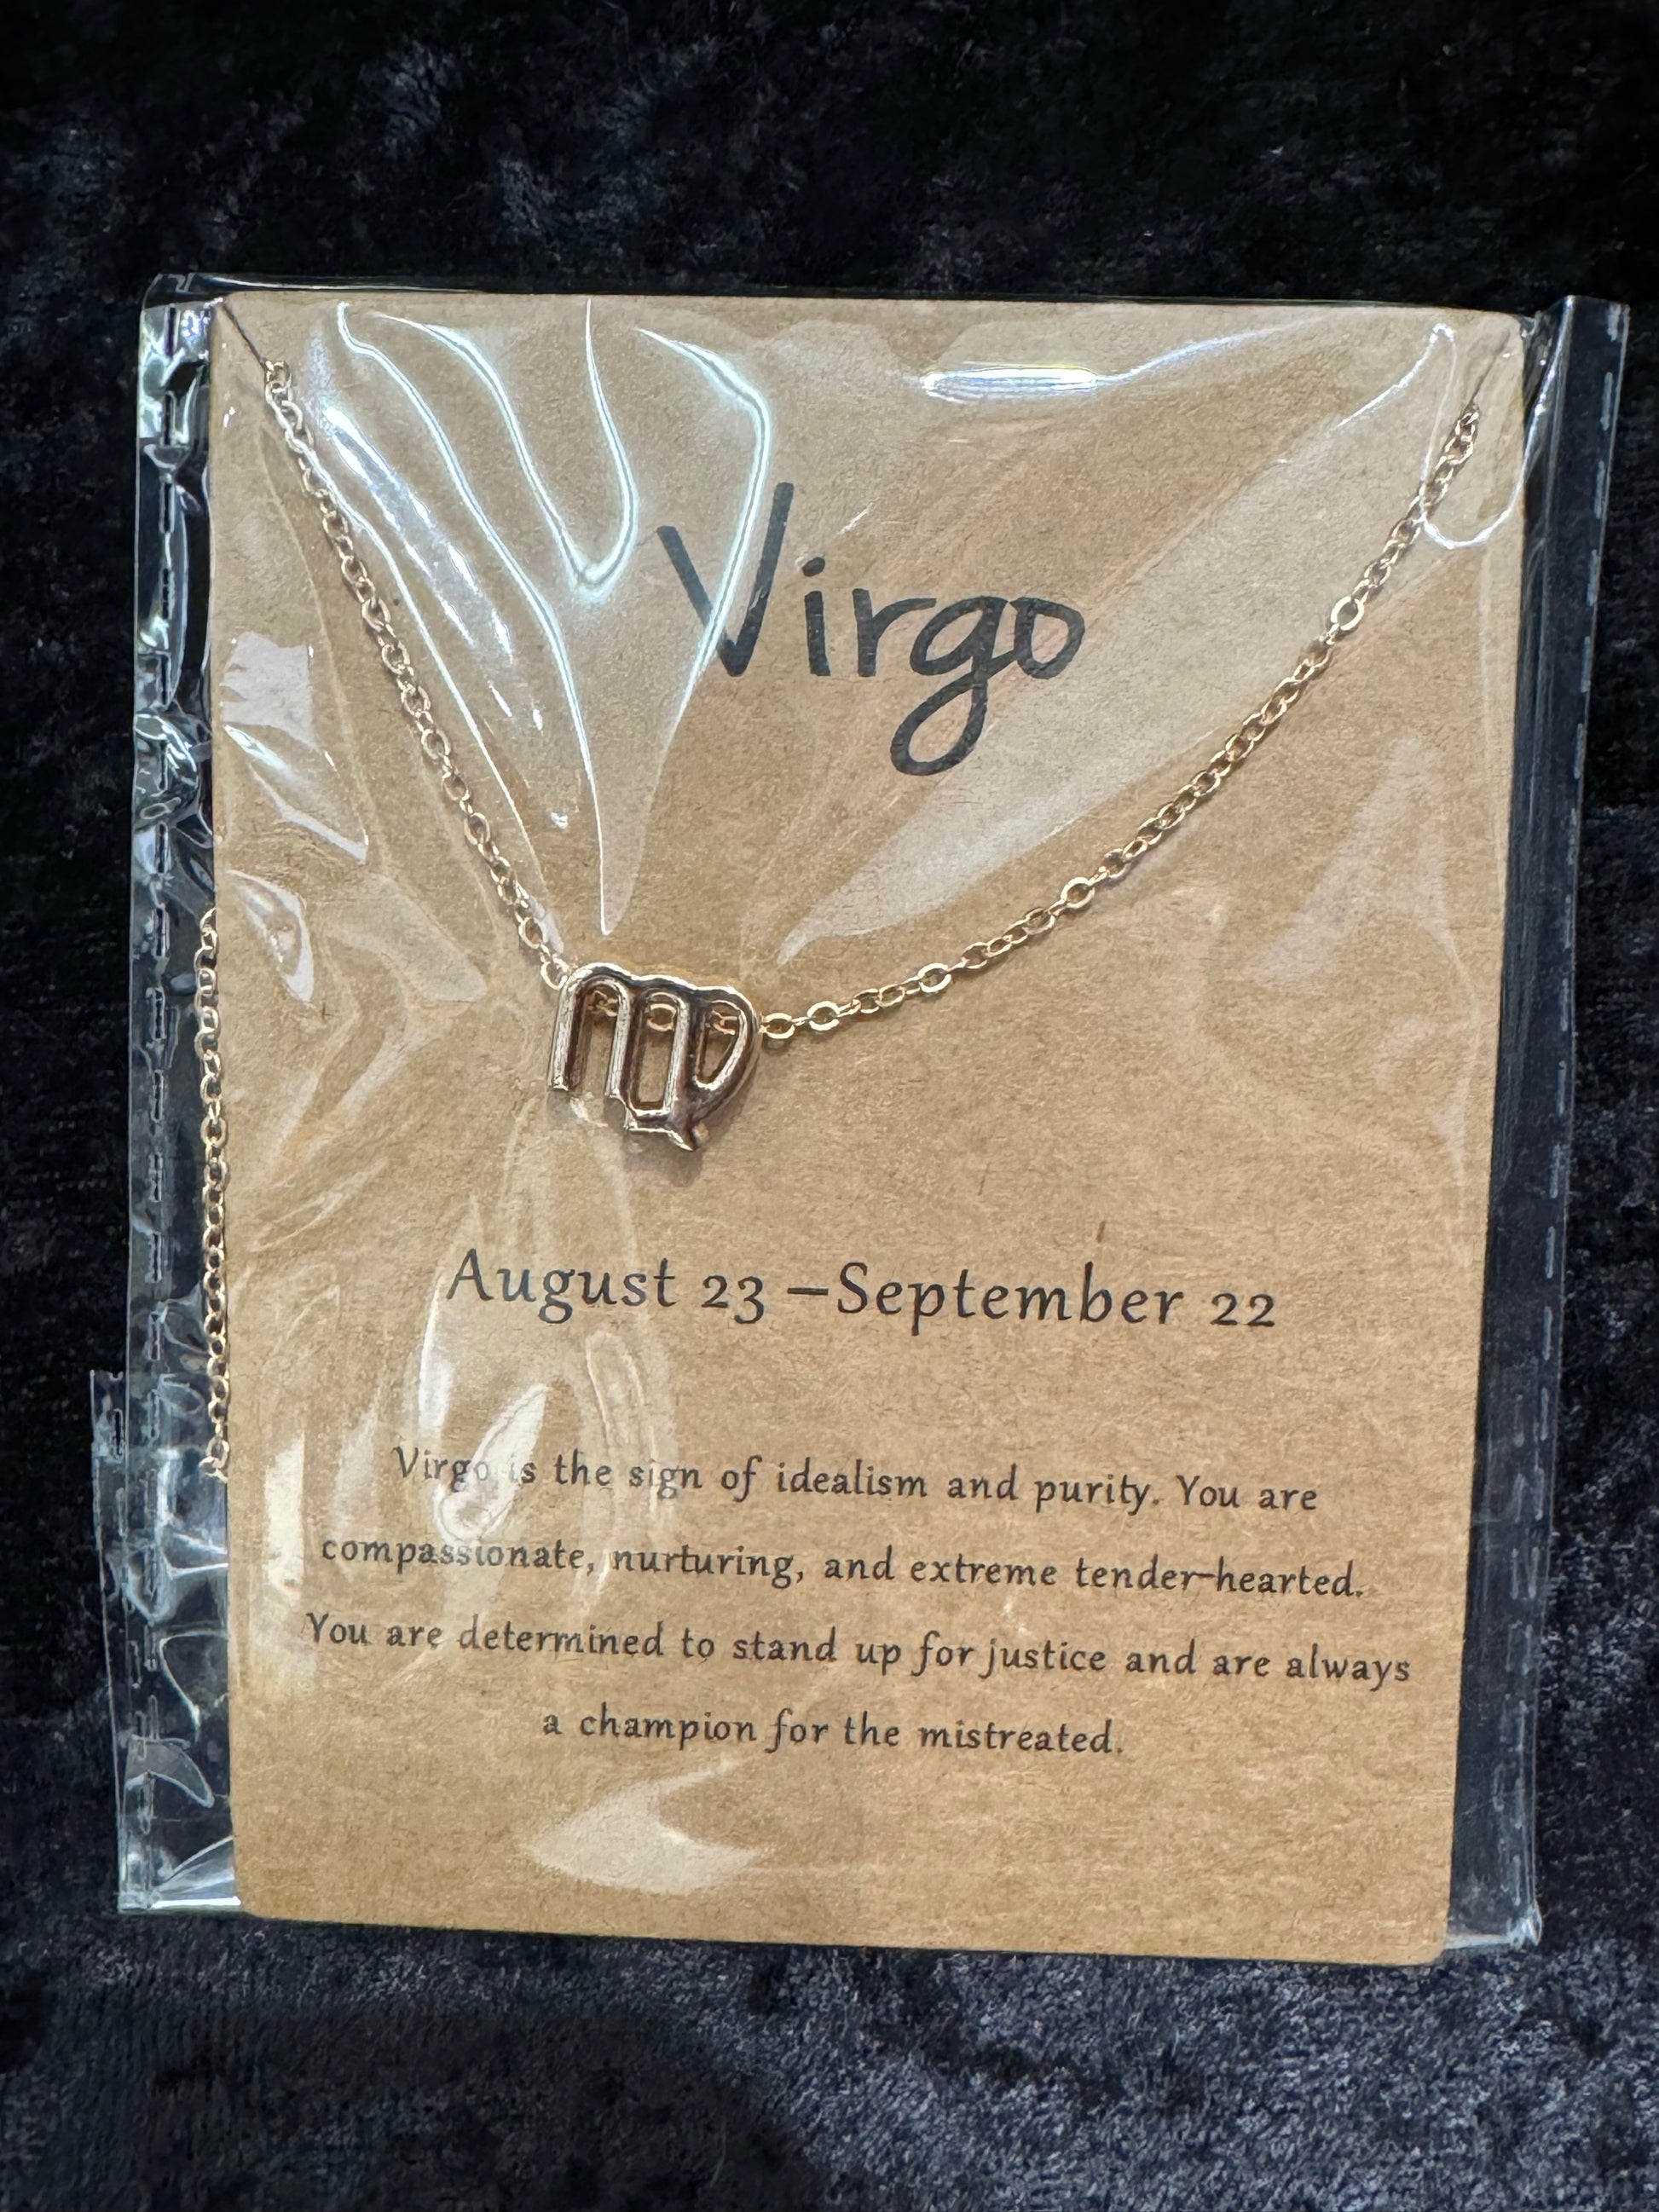 Virgo
August 23 –September 22
Virgo is the sign of idealism and purity. You are
compassionate, nurturing, and extreme tender-hearted.
You are determined to stand up for justice and are always
a champion for the mistreated.